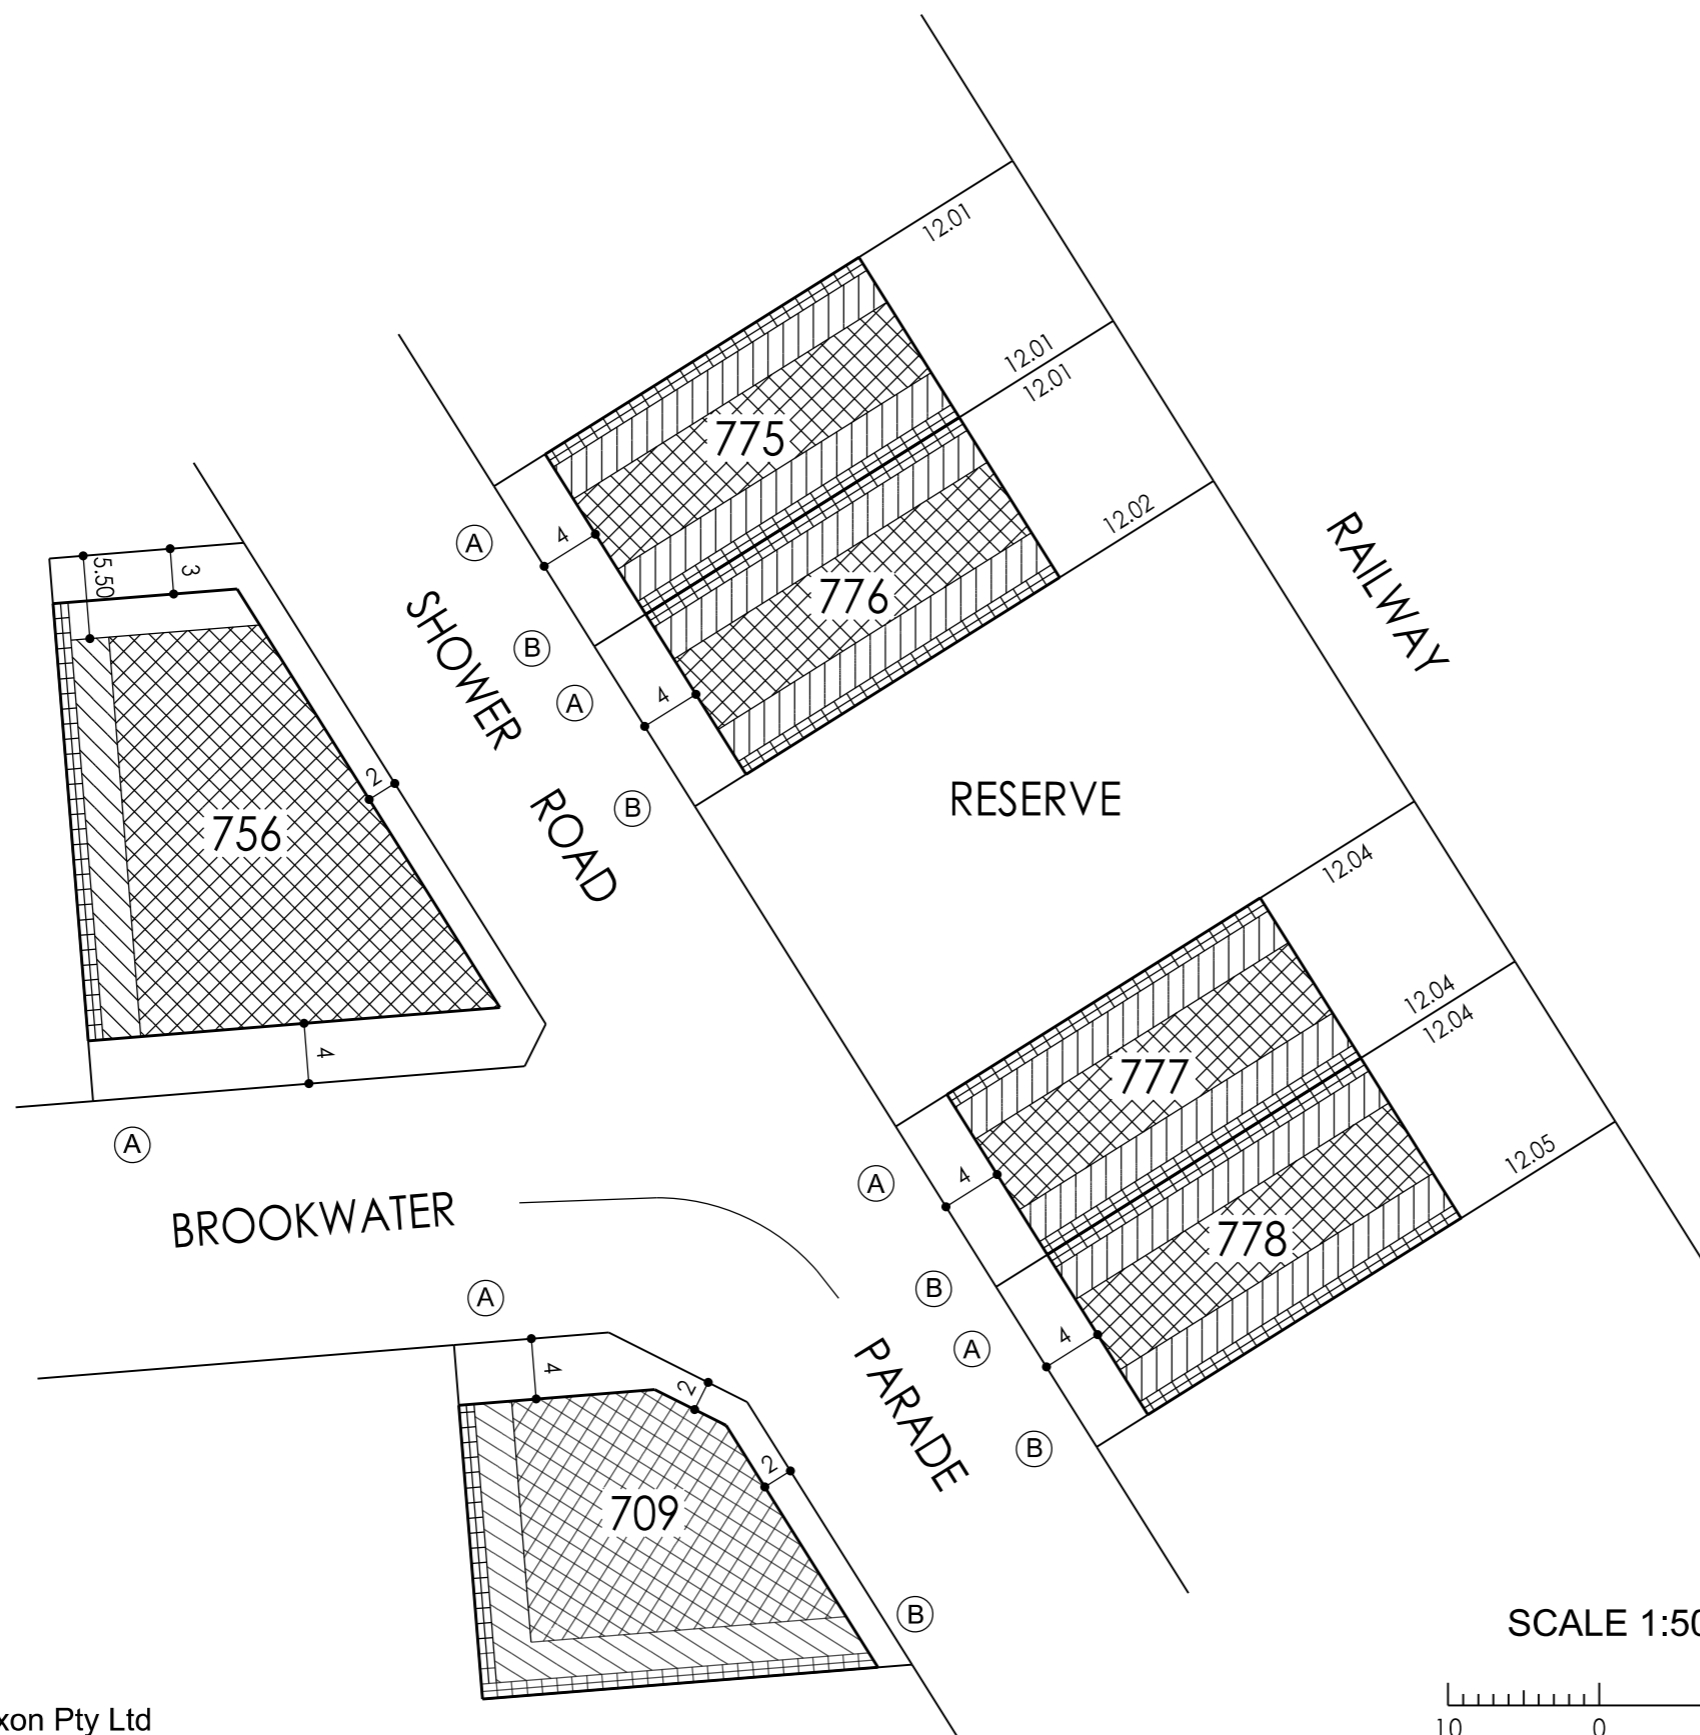 12.01
12.01
12.01
775
4
A
12.02
RAILWAY
3
5.50
776
SHOWER ROAD
B
A
4
2
RESERVE
B
756
12.04
12.04
12.04
4
777
A
BROOKWATER
12.05
4
A
778
B
A
4
A
4
PARADE
2
B
2
709
B
SCALE 1:50
xon Pty Ltd
10 0